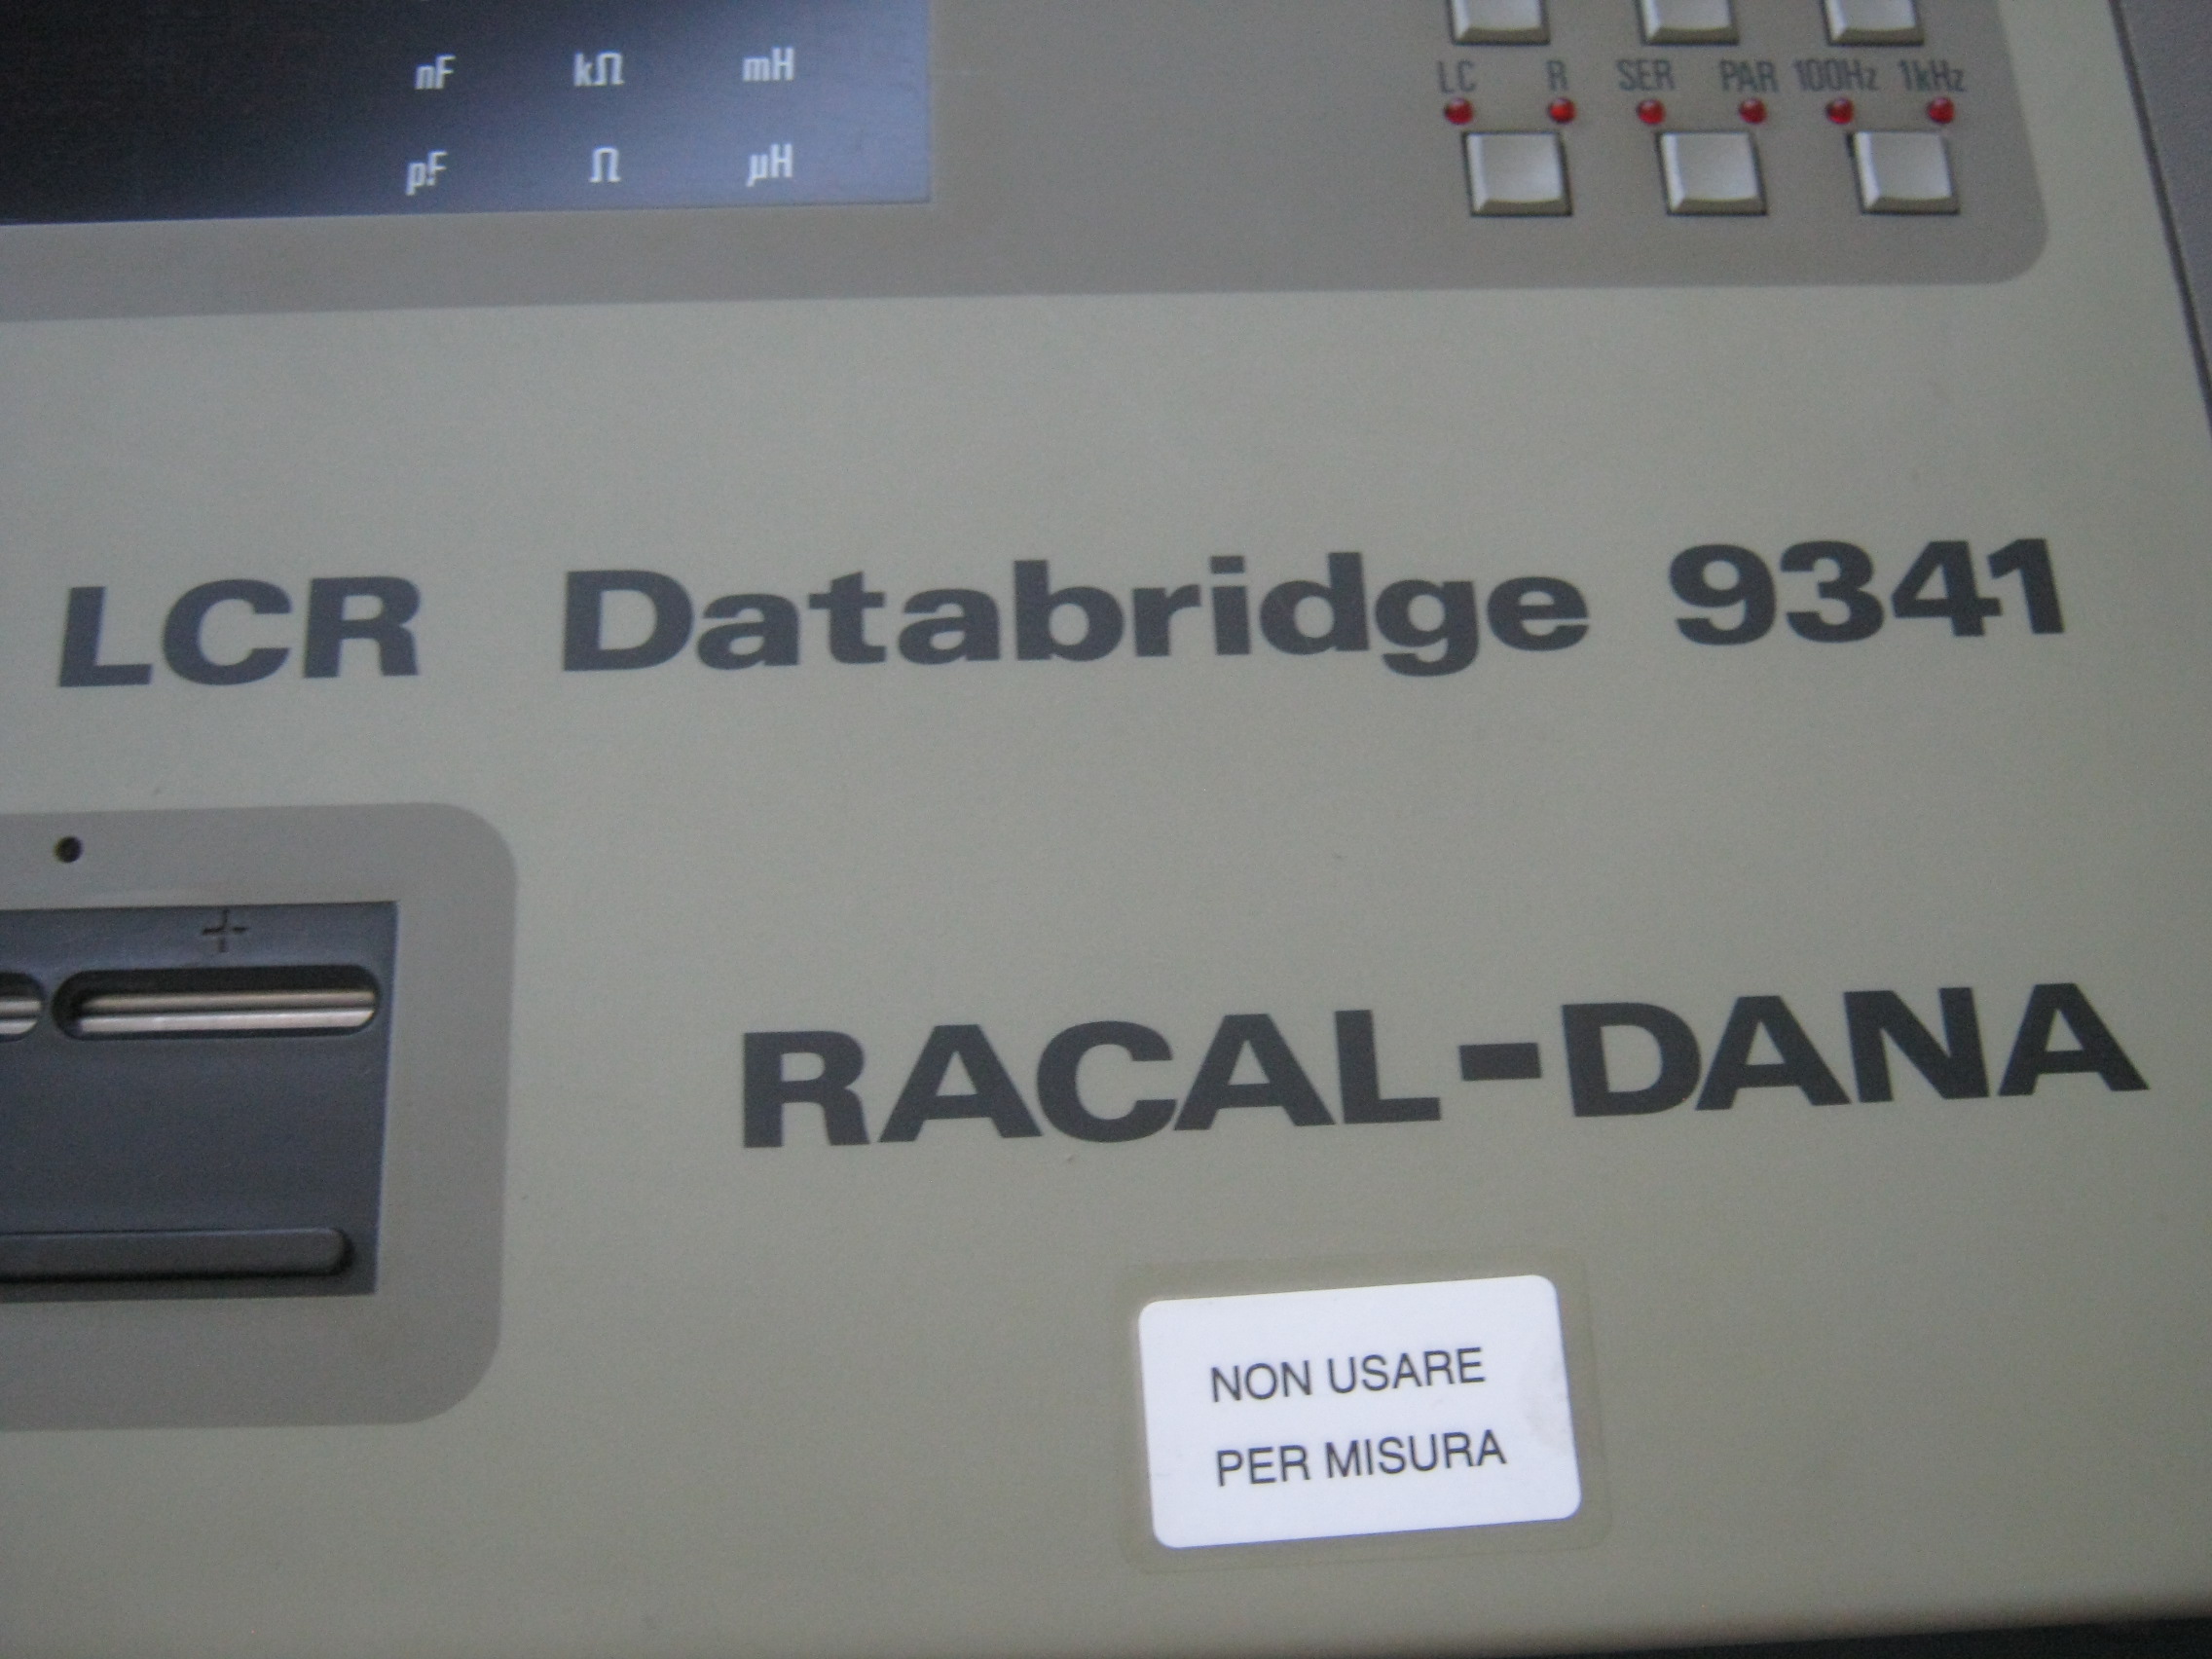 nF kΩ mH
pF Ω µH
LC R SER PAR 100Hz 1kHz
LCR Databridge 9341
+
RACAL-DANA
NON USARE
PER MISURA